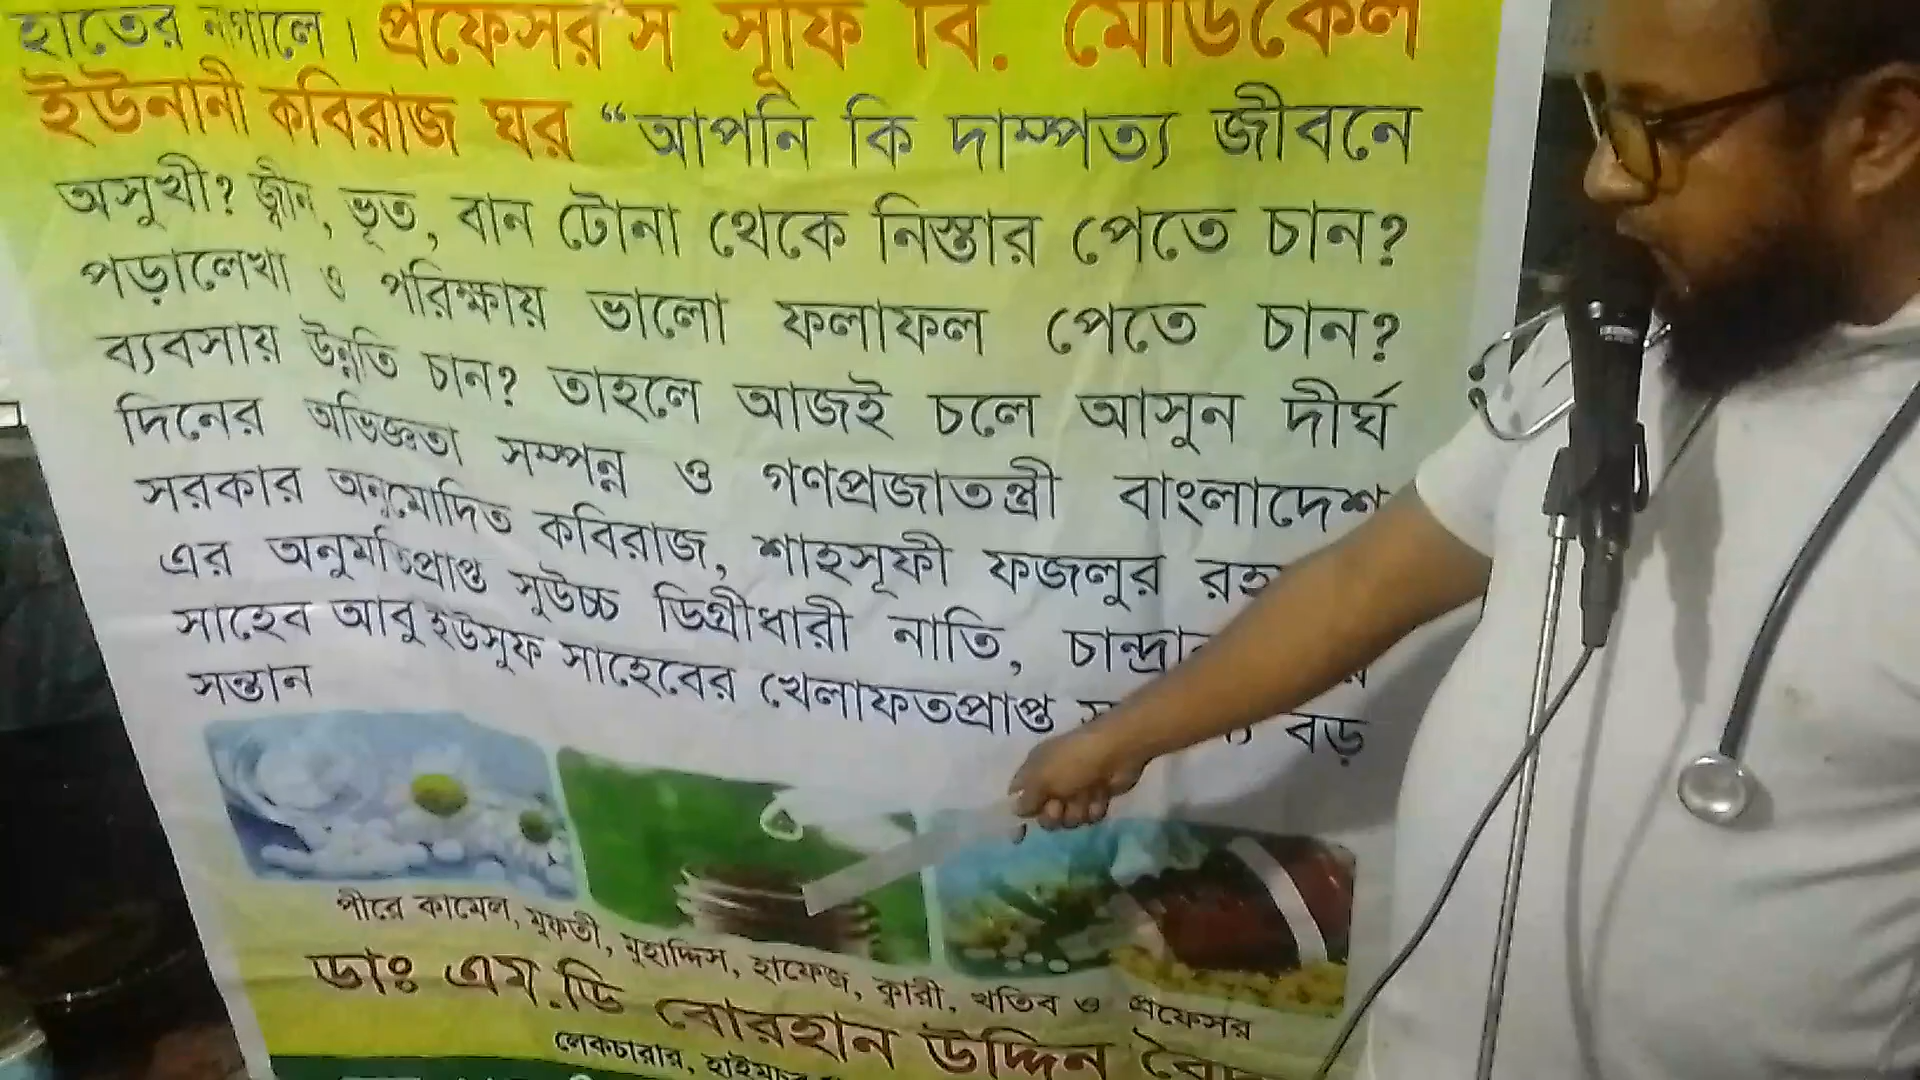 হাতের নাগালে। প্রফেসর'স সূফি বি. মেডিকেল
ইউনানী কবিরাজ ঘর “আপনি কি দাম্পত্য জীবনে
অসুখী? জ্বীন, ভূত, বান টোনা থেকে নিস্তার পেতে চান?
পড়ালেখা ও পরিক্ষায় ভালো ফলাফল পেতে চান?
ব্যবসায় উন্নতি চান? তাহলে আজই চলে আসুন দীর্ঘ
দিনের অভিজ্ঞতা সম্পন্ন ও গণপ্রজাতন্ত্রী বাংলাদেশ
সরকার অনুমোদিত কবিরাজ, শাহসূফী ফজলুর
এর অনুমতিপ্রাপ্ত সুউচ্চ ডিগ্রীধারী নাতি,
সাহেব আবু ইউসুফ সাহেবের খেলাফতপ্রাপ্ত বড়
সন্তান
পীরে কামেল, মুফতী, মুহাদ্দিস, হাফেজ, ক্বারী, খতিব ও প্রফেসর
ডাঃ এম.ডি বোরহান উদ্দিন
লেকচারার,